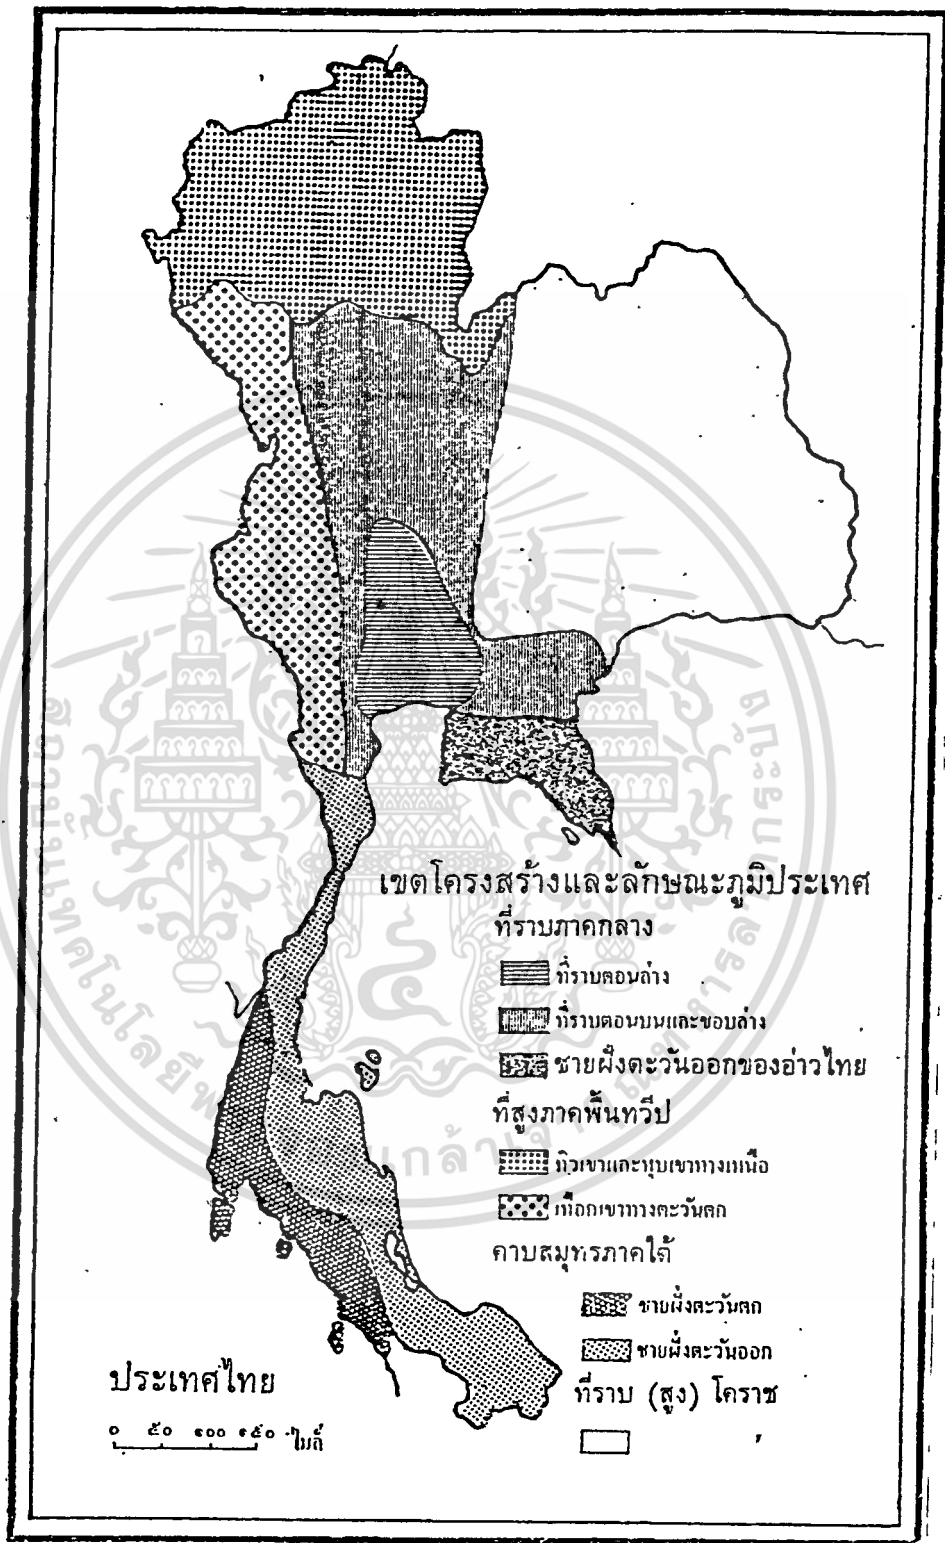 เขตโครงสร้างและลักษณะภูมิประเทศ
ที่ราบภาคกลาง
ที่ราบตอนล่าง
ที่ราบตอนบนและขอบล่าง
ชายฝั่งตะวันออกของอ่าวไทย
ที่สูงภาคพื้นทวีป
ทิวเขาและหุบเขาทางเหนือ
เทือกเขาทางตะวันตก
คาบสมุทรภาคใต้
ชายฝั่งตะวันตก
ชายฝั่งตะวันออก
ที่ราบ (สูง) โคราช
ประเทศไทย
๐ ๕๐ ๑๐๐ ๑๕๐ ไมล์